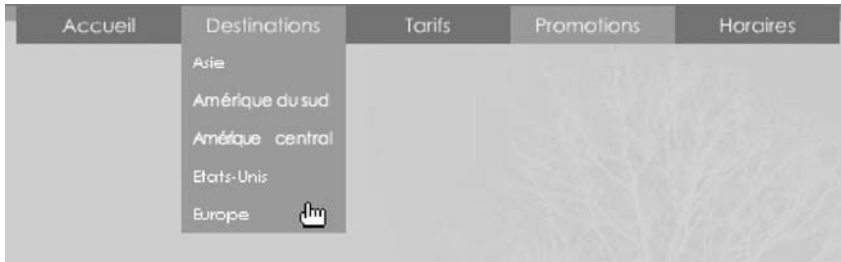 Accueil Destinations Tarifs Promotions Horaires
Asie
Amérique du sud
Amérique central
Etats-Unis
Europe